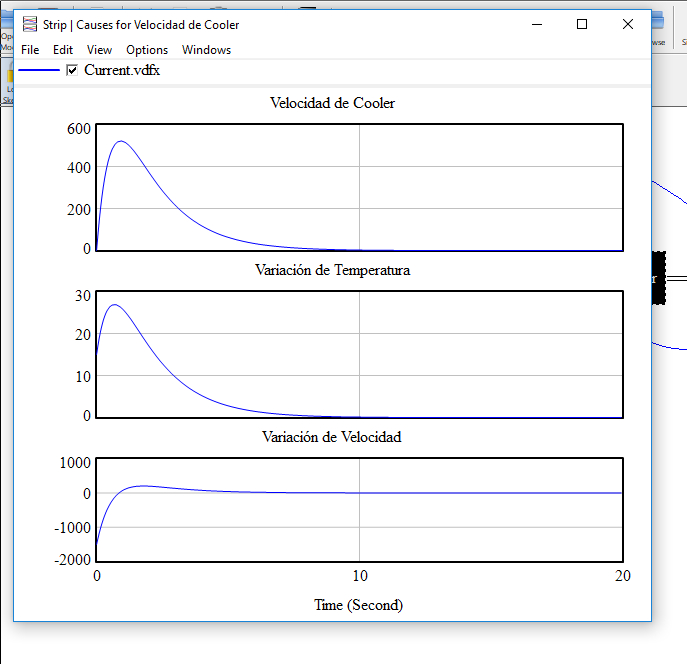 Strip | Causes for Velocidad de Cooler
File Edit View Options Windows
Current.vdfx
Velocidad de Cooler
600
400
200
0
Variación de Temperatura
30
20
10
0
Variación de Velocidad
1000
0
-1000
-2000
0 10 20
Time (Second)